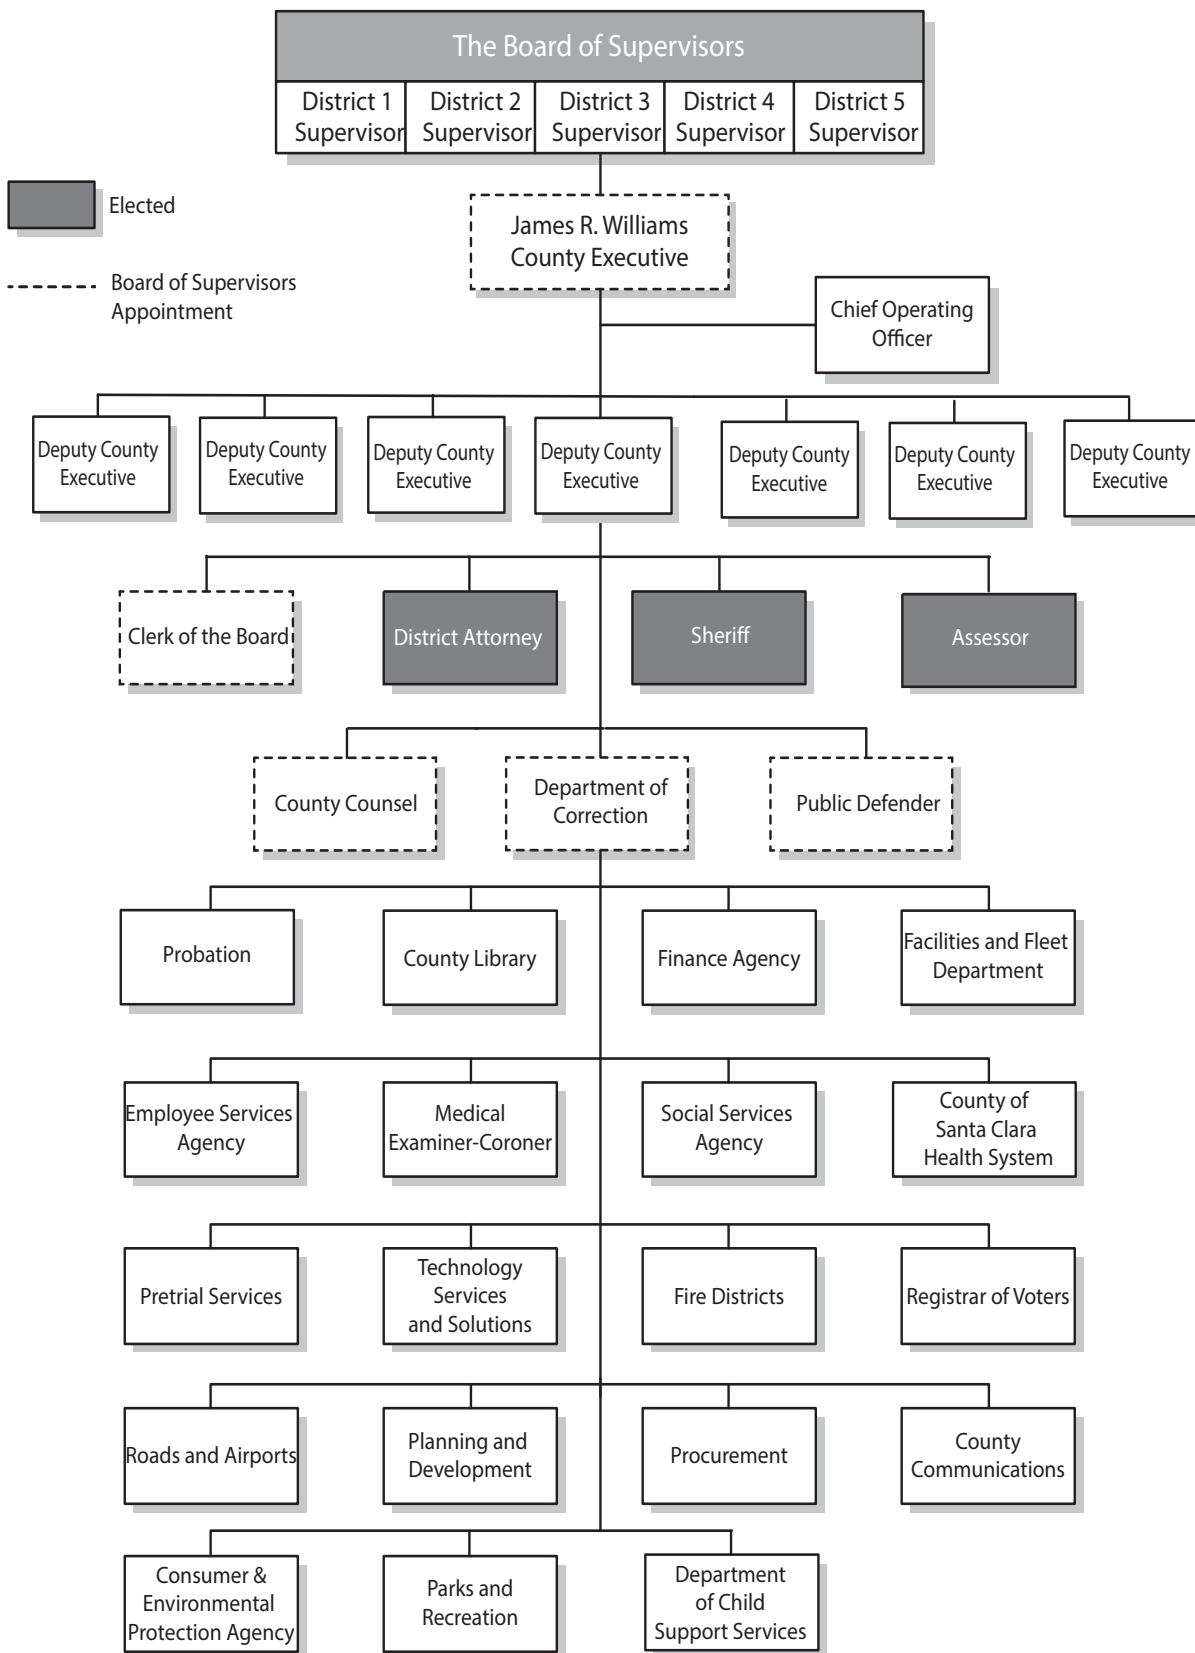 The Board of Supervisors
District 1
Supervisor
District 2
Supervisor
District 3
Supervisor
District 4
Supervisor
District 5
Supervisor
Elected
Board of Supervisors
Appointment
James R. Williams
County Executive
Chief Operating
Officer
Deputy County
Executive
Deputy County
Executive
Deputy County
Executive
Deputy County
Executive
Deputy County
Executive
Deputy County
Executive
Deputy County
Executive
Clerk of the Board
District Attorney
Sheriff
Assessor
County Counsel
Department of
Correction
Public Defender
Probation
County Library
Finance Agency
Facilities and Fleet
Department
Employee Services
Agency
Medical
Examiner-Coroner
Social Services
Agency
County of
Santa Clara
Health System
Pretrial Services
Technology
Services
and Solutions
Fire Districts
Registrar of Voters
Roads and Airports
Planning and
Development
Procurement
County
Communications
Consumer &
Environmental
Protection Agency
Parks and
Recreation
Department
of Child
Support Services